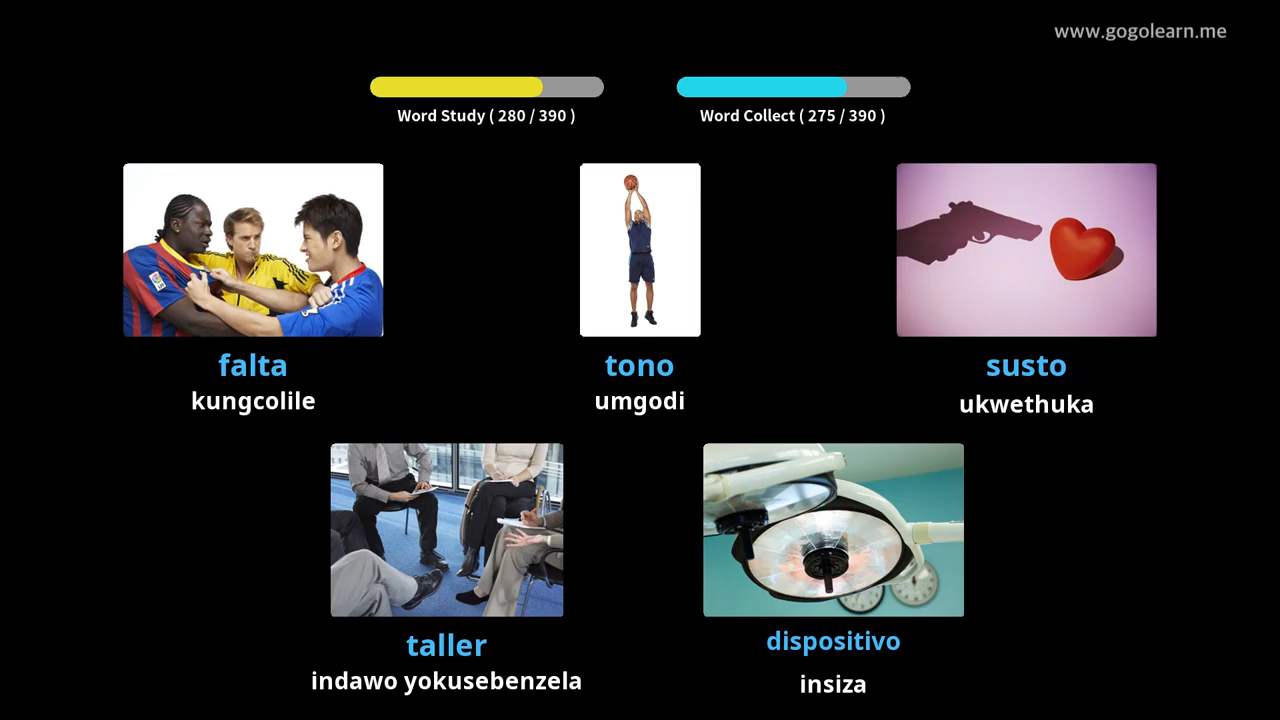 www.gogolearn.me
Word Study ( 280 / 390 )
Word Collect ( 275 / 390 )
falta
kungcolile
tono
umgodi
susto
ukwethuka
taller
indawo yokusebenzela
dispositivo
insiza